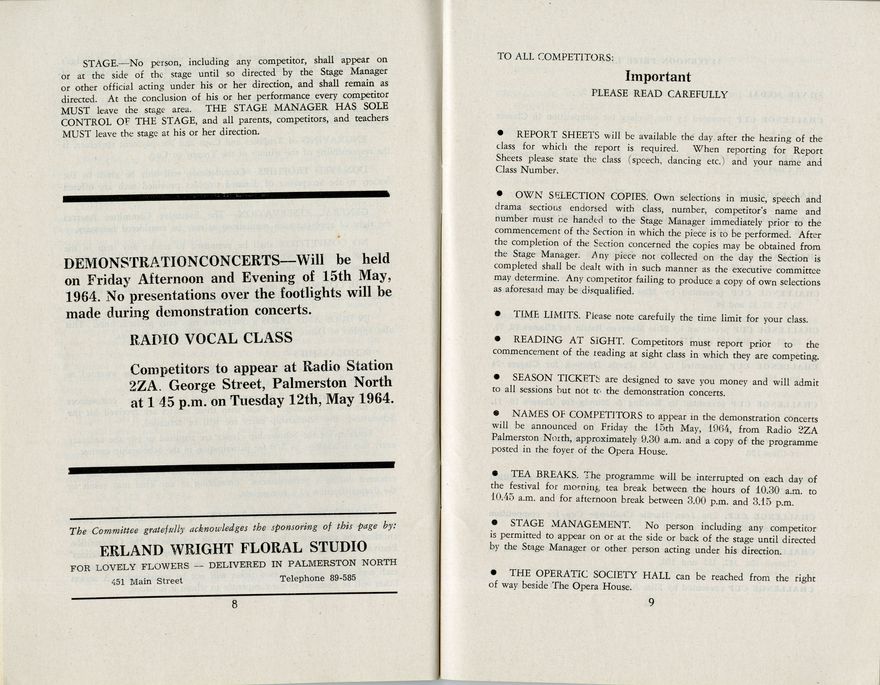 STAGE.—No person, including any competitor, shall appear on
or at the side of the stage until so directed by the Stage Manager
or other official acting under his or her direction, and shall remain as
directed. At the conclusion of his or her performance every competitor
MUST leave the stage area. THE STAGE MANAGER HAS SOLE
CONTROL OF THE STAGE, and all parents, competitors, and teachers
MUST leave the stage at his or her direction.
DEMONSTRATIONCONCERTS—Will be held
on Friday Afternoon and Evening of 15th May,
1964. No presentations over the footlights will be
made during demonstration concerts.
RADIO VOCAL CLASS
Competitors to appear at Radio Station
2ZA. George Street, Palmerston North
at 1 45 p.m. on Tuesday 12th, May 1964.
The Committee gratefully acknowledges the sponsoring of this page by:
ERLAND WRIGHT FLORAL STUDIO
FOR LOVELY FLOWERS — DELIVERED IN PALMERSTON NORTH
451 Main Street Telephone 89-585
8
TO ALL COMPETITORS:
Important
PLEASE READ CAREFULLY
• REPORT SHEETS will be available the day after the hearing of the
class for which the report is required. When reporting for Report
Sheets please state the class (speech, dancing etc.) and your name and
Class Number.
• OWN SELECTION COPIES. Own selections in music, speech and
drama sections endorsed with class, number, competitor's name and
number must be handed to the Stage Manager immediately prior to the
commencement of the Section in which the piece is to be performed. After
the completion of the Section concerned the copies may be obtained from
the Stage Manager. Any piece not collected on the day the Section is
completed shall be dealt with in such manner as the executive committee
may determine. Any competitor failing to produce a copy of own selections
as aforesaid may be disqualified.
• TIME LIMITS. Please note carefully the time limit for your class.
• READING AT SIGHT. Competitors must report prior to the
commencement of the reading at sight class in which they are competing.
• SEASON TICKETS are designed to save you money and will admit
to all sessions but not to the demonstration concerts.
• NAMES OF COMPETITORS to appear in the demonstration concerts
will be announced on Friday the 15th May, 1964, from Radio 2ZA
Palmerston North, approximately 9.30 a.m. and a copy of the programme
posted in the foyer of the Opera House.
• TEA BREAKS. The programme will be interrupted on each day of
the festival for morning tea break between the hours of 10.30 a.m. to
10.45 a.m. and for afternoon break between 3.00 p.m. and 3.15 p.m.
• STAGE MANAGEMENT. No person including any competitor
is permitted to appear on or at the side or back of the stage until directed
by the Stage Manager or other person acting under his direction.
• THE OPERATIC SOCIETY HALL can be reached from the right
of way beside The Opera House.
9